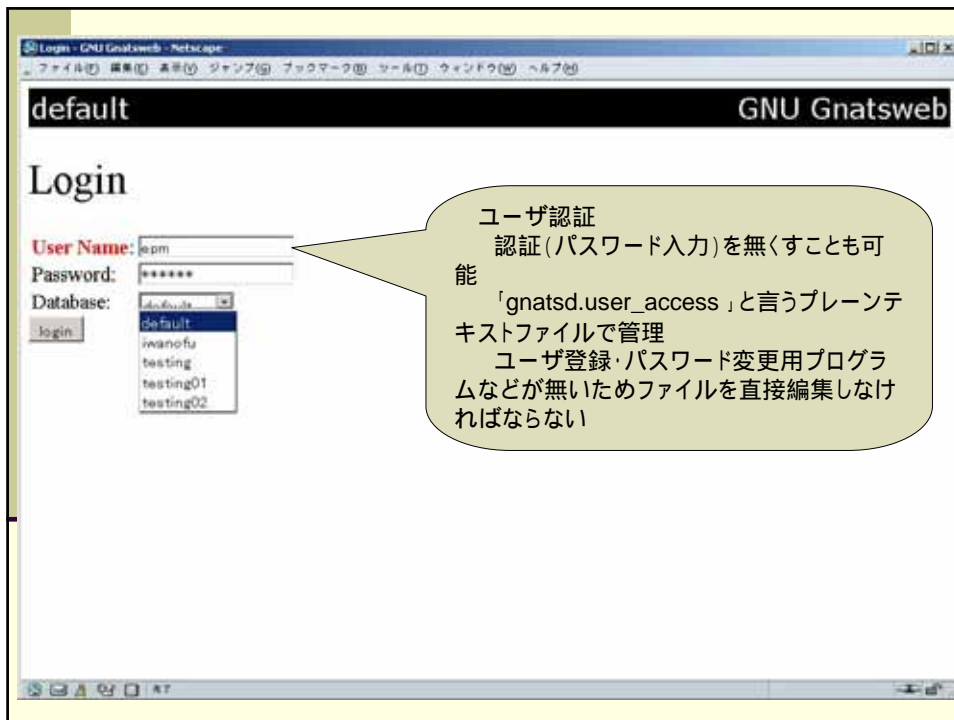 Login - GNU Gnatsweb - Netscape
ファイル(F) 編集(E) 表示(V) ジャンプ(G) ブックマーク(B) ツール(T) ウィンドウ(W) ヘルプ(H)
default GNU Gnatsweb
Login
User Name: epm
Password: ******
Database: default
default
iwanofu
testing
testing01
testing02
login
ユーザ認証
認証(パスワード入力)を無くすことも可
能
「gnatsd.user_access」と言うプレーンテ
キストファイルで管理
ユーザ登録・パスワード変更用プログラ
ムなどが無いためファイルを直接編集しなけ
ればならない
完了